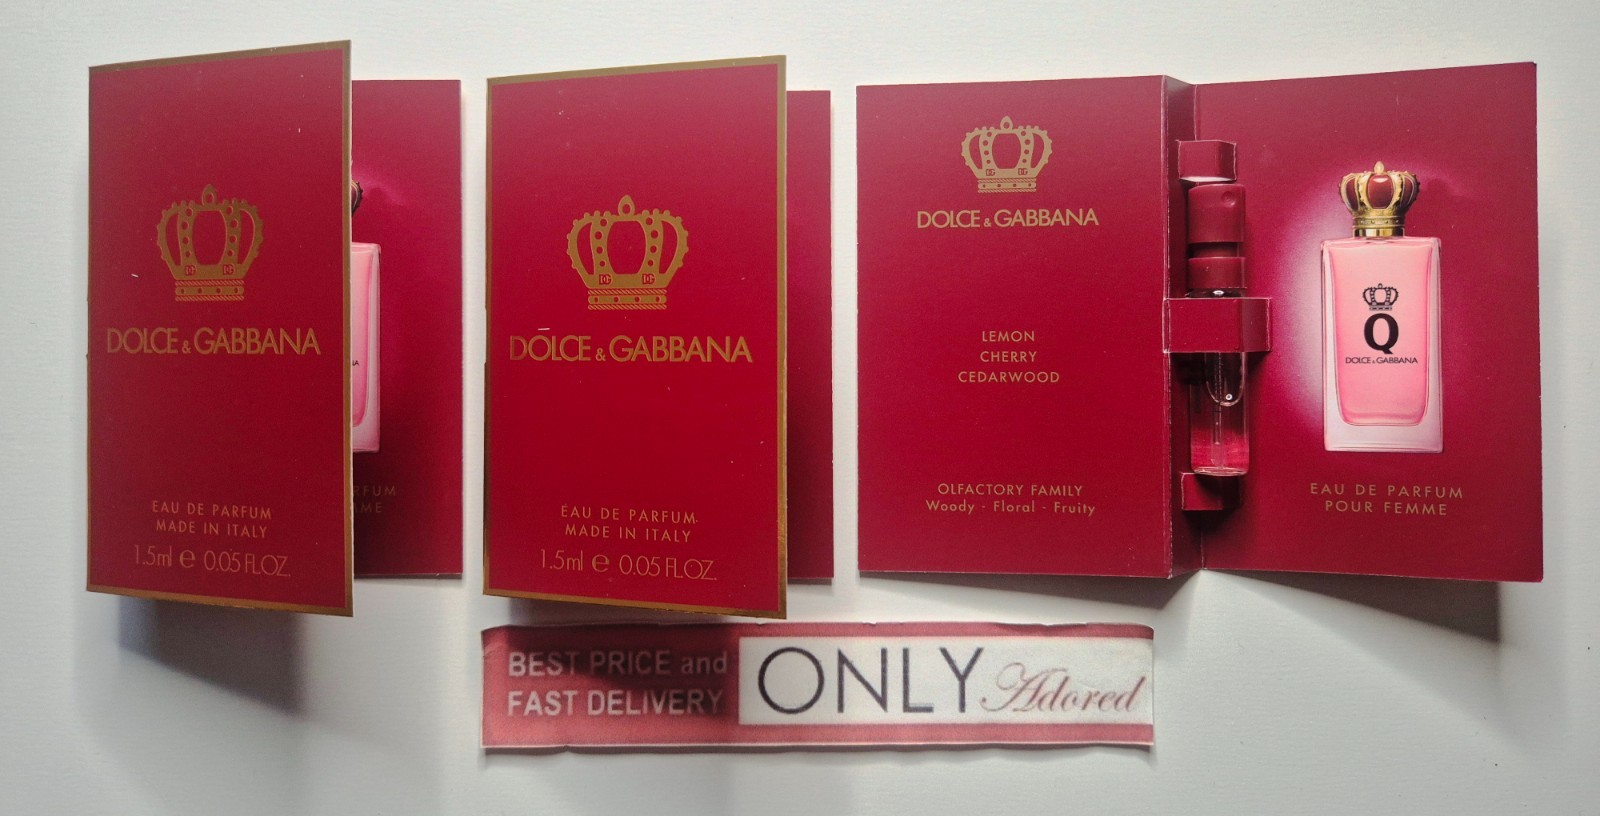 DOLCE & GABBANA
EAU DE PARFUM
MADE IN ITALY
1.5ml e 0.05 FL.OZ.
DOLCE & GABBANA
EAU DE PARFUM
MADE IN ITALY
1.5ml e 0.05 FL.OZ.
DOLCE & GABBANA
LEMON
CHERRY
CEDARWOOD
OLFACTORY FAMILY
Woody - Floral - Fruity
Q
DOLCE & GABBANA
EAU DE PARFUM
POUR FEMME
BEST PRICE and
FAST DELIVERY
ONLY Adored